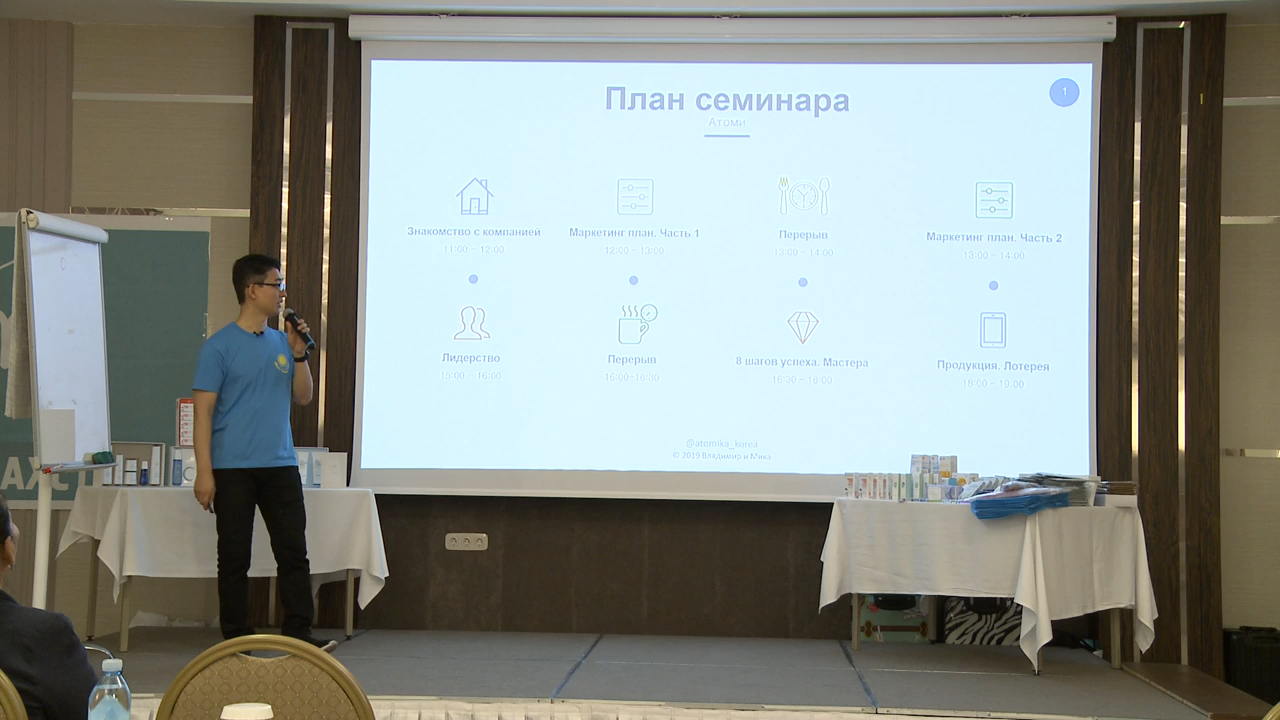 План семинара
Атоми
1
Знакомство с компанией
11:00 – 12:00
Маркетинг план. Часть 1
12:00 – 13:00
Перерыв
13:00 – 14:00
Маркетинг план. Часть 2
13:00 – 14:00
Лидерство
15:00 – 16:00
Перерыв
16:00-16:30
8 шагов успеха. Мастера
16:30 – 18:00
Продукция. Лотерея
18:00 – 19:00
@atomika_korea
© 2019 Владимир и Мика
АХСТ